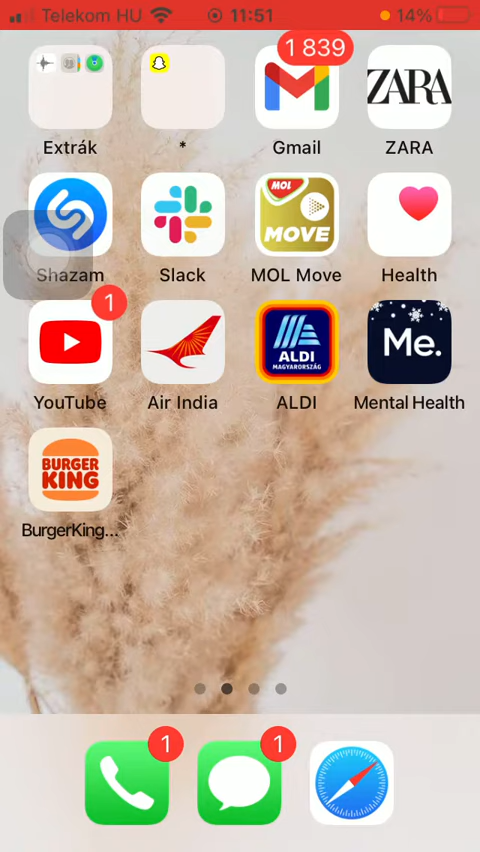 Telekom HU 11:51 14%
1 839
ZARA
Extrák * Gmail ZARA
MOL
MOVE
Shazam Slack MOL Move Health
1
ALDI
MAGYARORSZÁG
Me.
YouTube Air India ALDI Mental Health
BURGER
KING
BurgerKing...
1 1